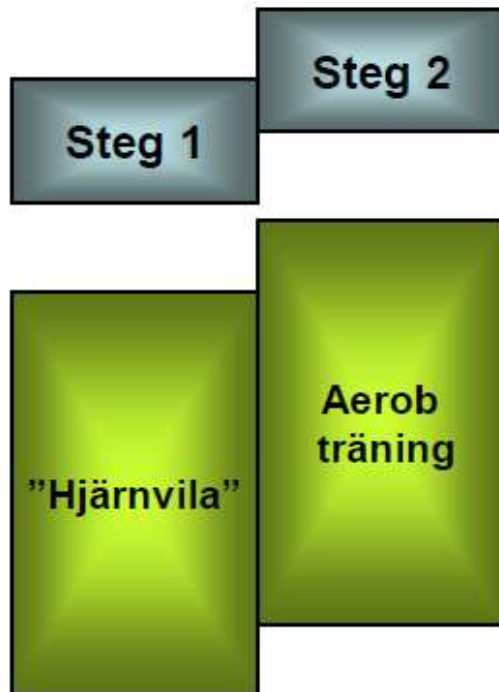 Steg 1
Steg 2
”Hjärnvila”
Aerob
träning